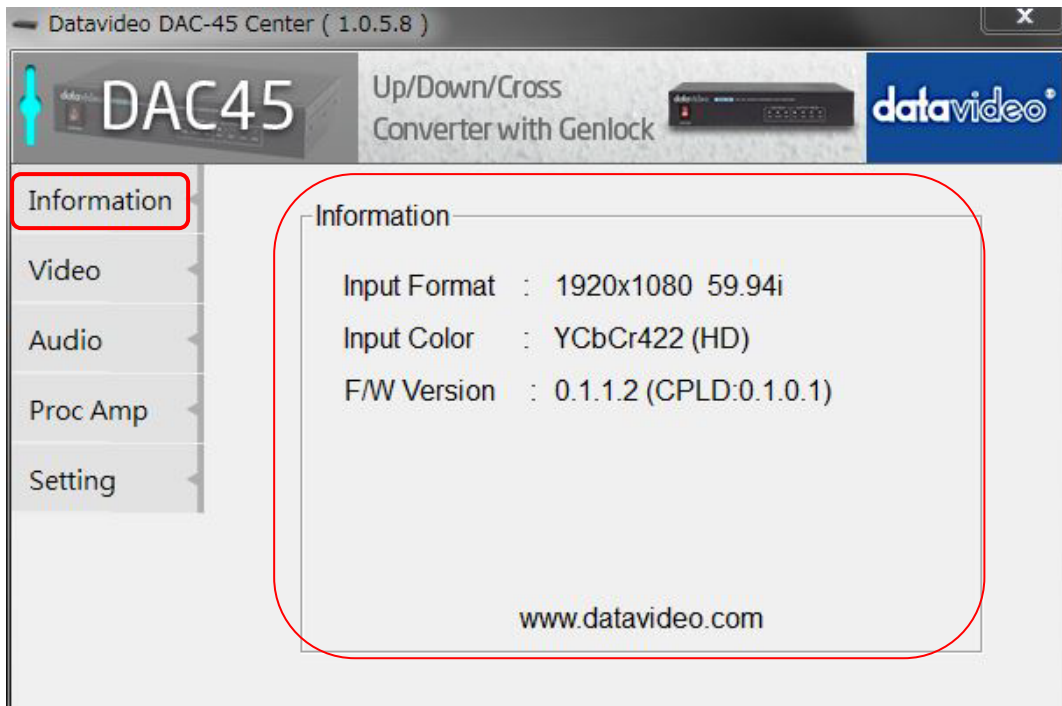 Datavideo DAC-45 Center ( 1.0.5.8 )
x
DAC45
Up/Down/Cross
Converter with Genlock
datavideo
Information
Video
Audio
Proc Amp
Setting
Information
Input Format : 1920x1080 59.94i
Input Color : YCbCr422 (HD)
F/W Version : 0.1.1.2 (CPLD:0.1.0.1)
www.datavideo.com